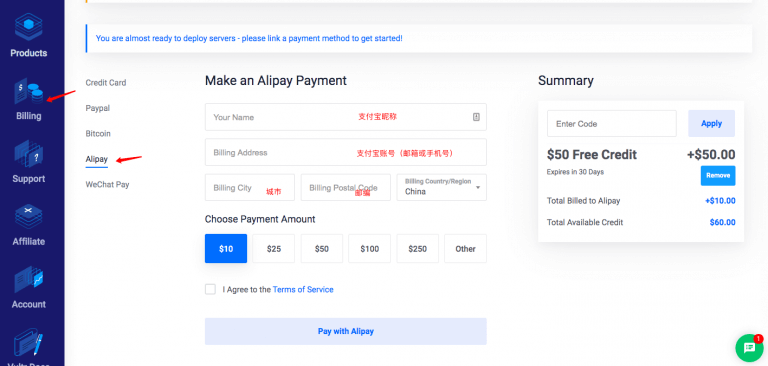 You are almost ready to deploy servers - please link a payment method to get started!
Products
Billing
Support
Affiliate
Account
Vultr Docs
Credit Card
Paypal
Bitcoin
Alipay
WeChat Pay
Make an Alipay Payment
Your Name 支付宝昵称
Billing Address 支付宝账号（邮箱或手机号）
Billing City 城市
Billing Postal Code 邮编
Billing Country/Region
China
Choose Payment Amount
$10 $25 $50 $100 $250 Other
I Agree to the Terms of Service
Pay with Alipay
Summary
Enter Code Apply
$50 Free Credit +$50.00
Expires in 30 Days Remove
Total Billed to Alipay +$10.00
Total Available Credit $60.00
1